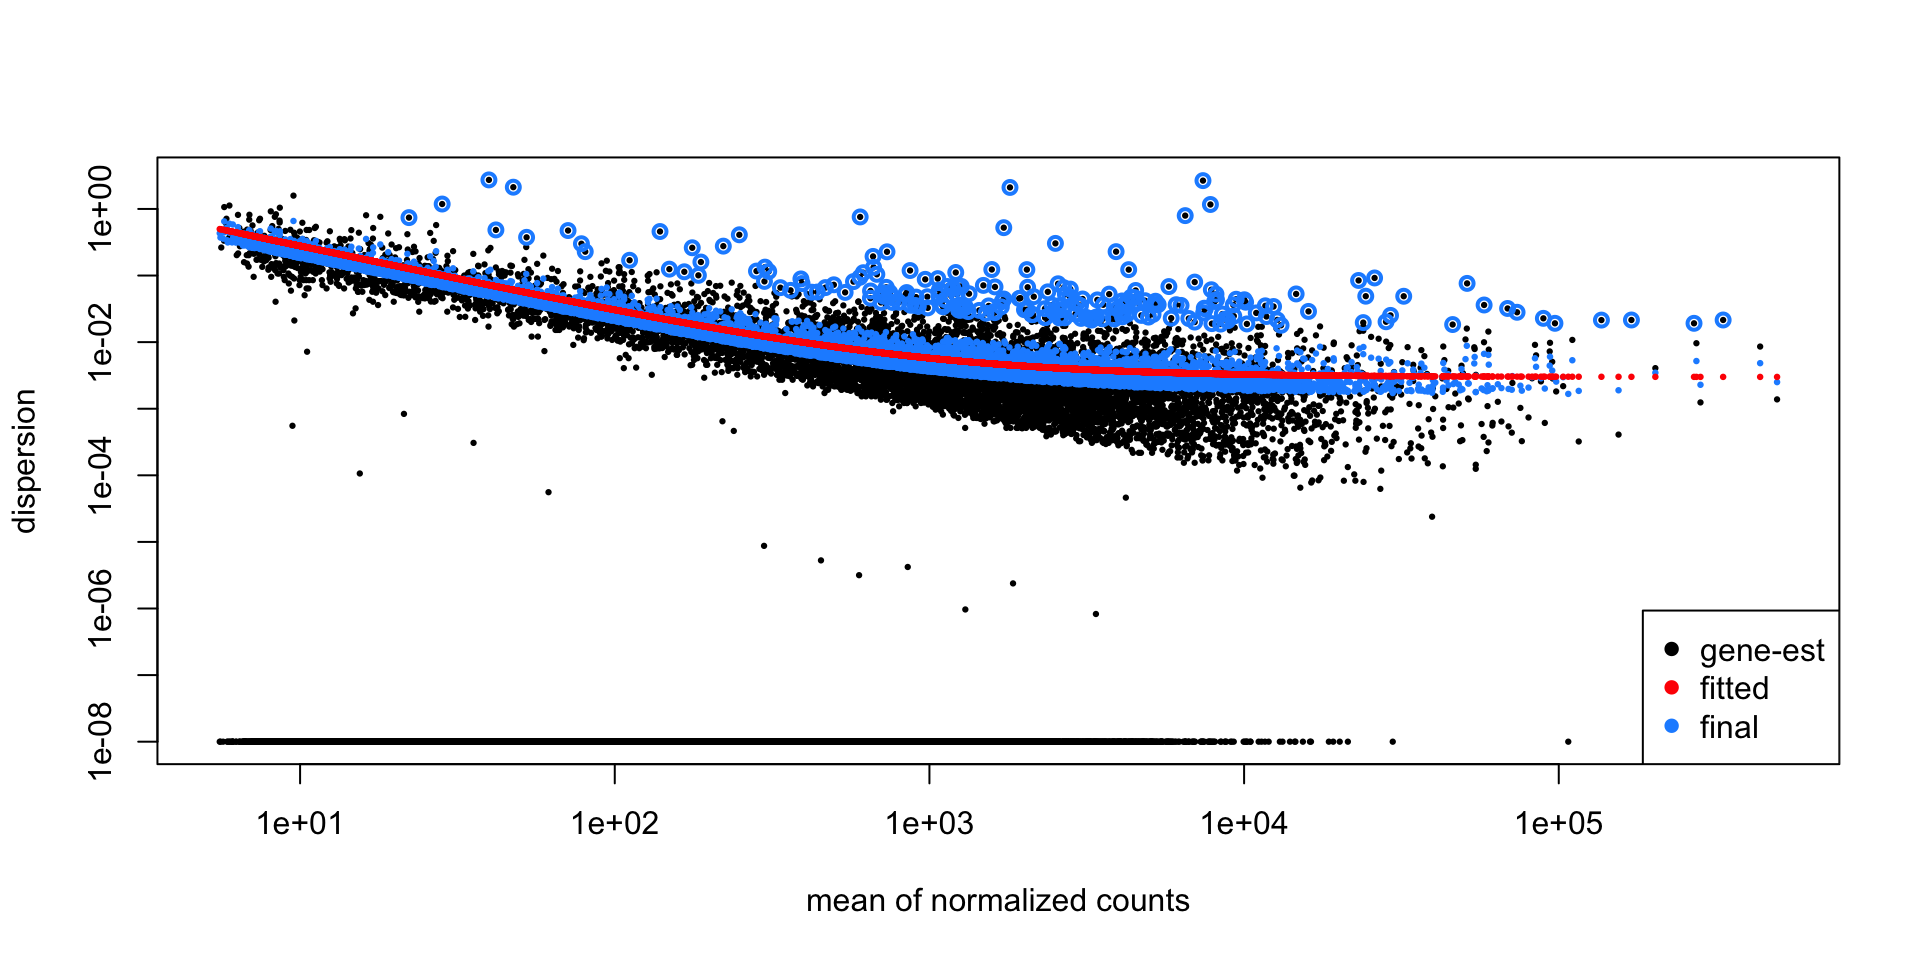 1e+00
1e-02
1e-04
1e-06
1e-08
dispersion
1e+01
1e+02
1e+03
1e+04
1e+05
mean of normalized counts
gene-est
fitted
final